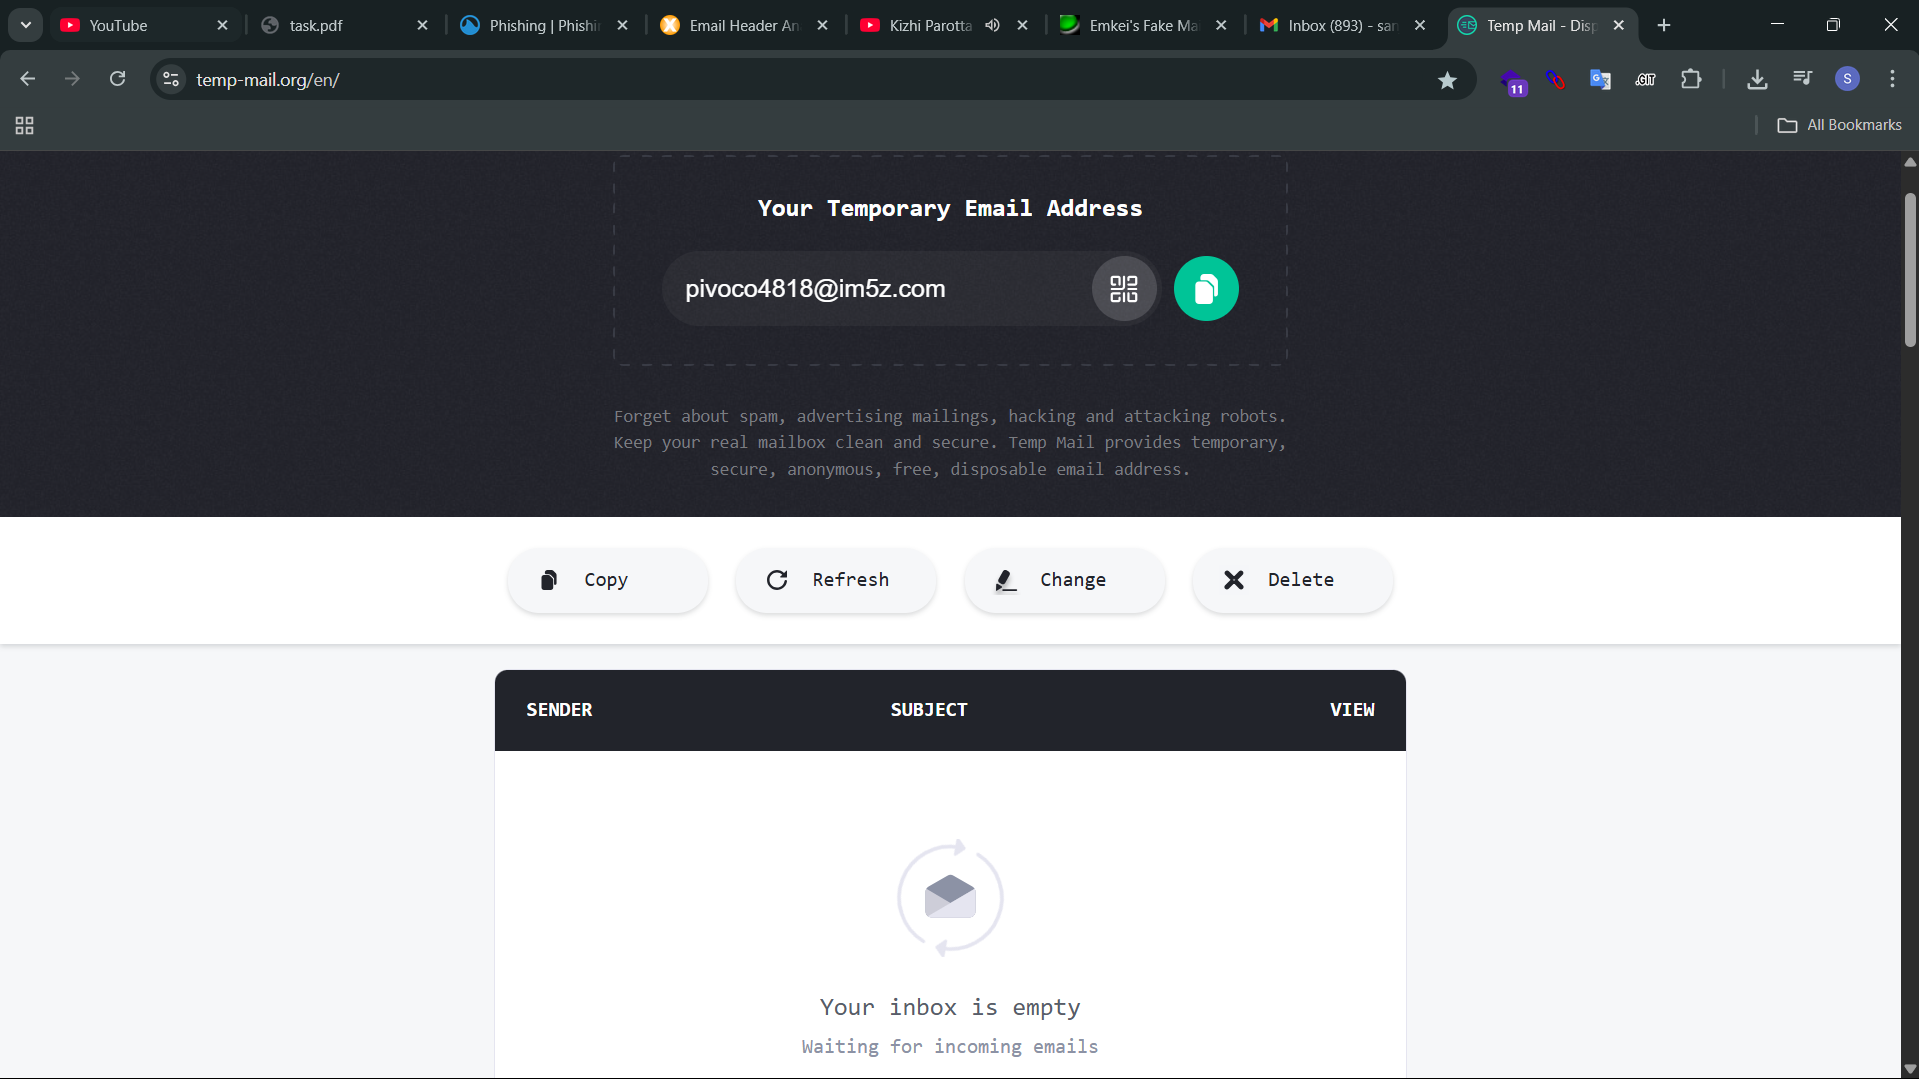 YouTube
task.pdf
Phishing | Phishi
Email Header An
Kizhi Parotta
Emkei's Fake Ma
Inbox (893) - san
Temp Mail - Disp
temp-mail.org/en/
11
.GIT
S
All Bookmarks
Your Temporary Email Address
pivoco4818@im5z.com
Forget about spam, advertising mailings, hacking and attacking robots.
Keep your real mailbox clean and secure. Temp Mail provides temporary,
secure, anonymous, free, disposable email address.
Copy
Refresh
Change
Delete
SENDER
SUBJECT
VIEW
Your inbox is empty
Waiting for incoming emails